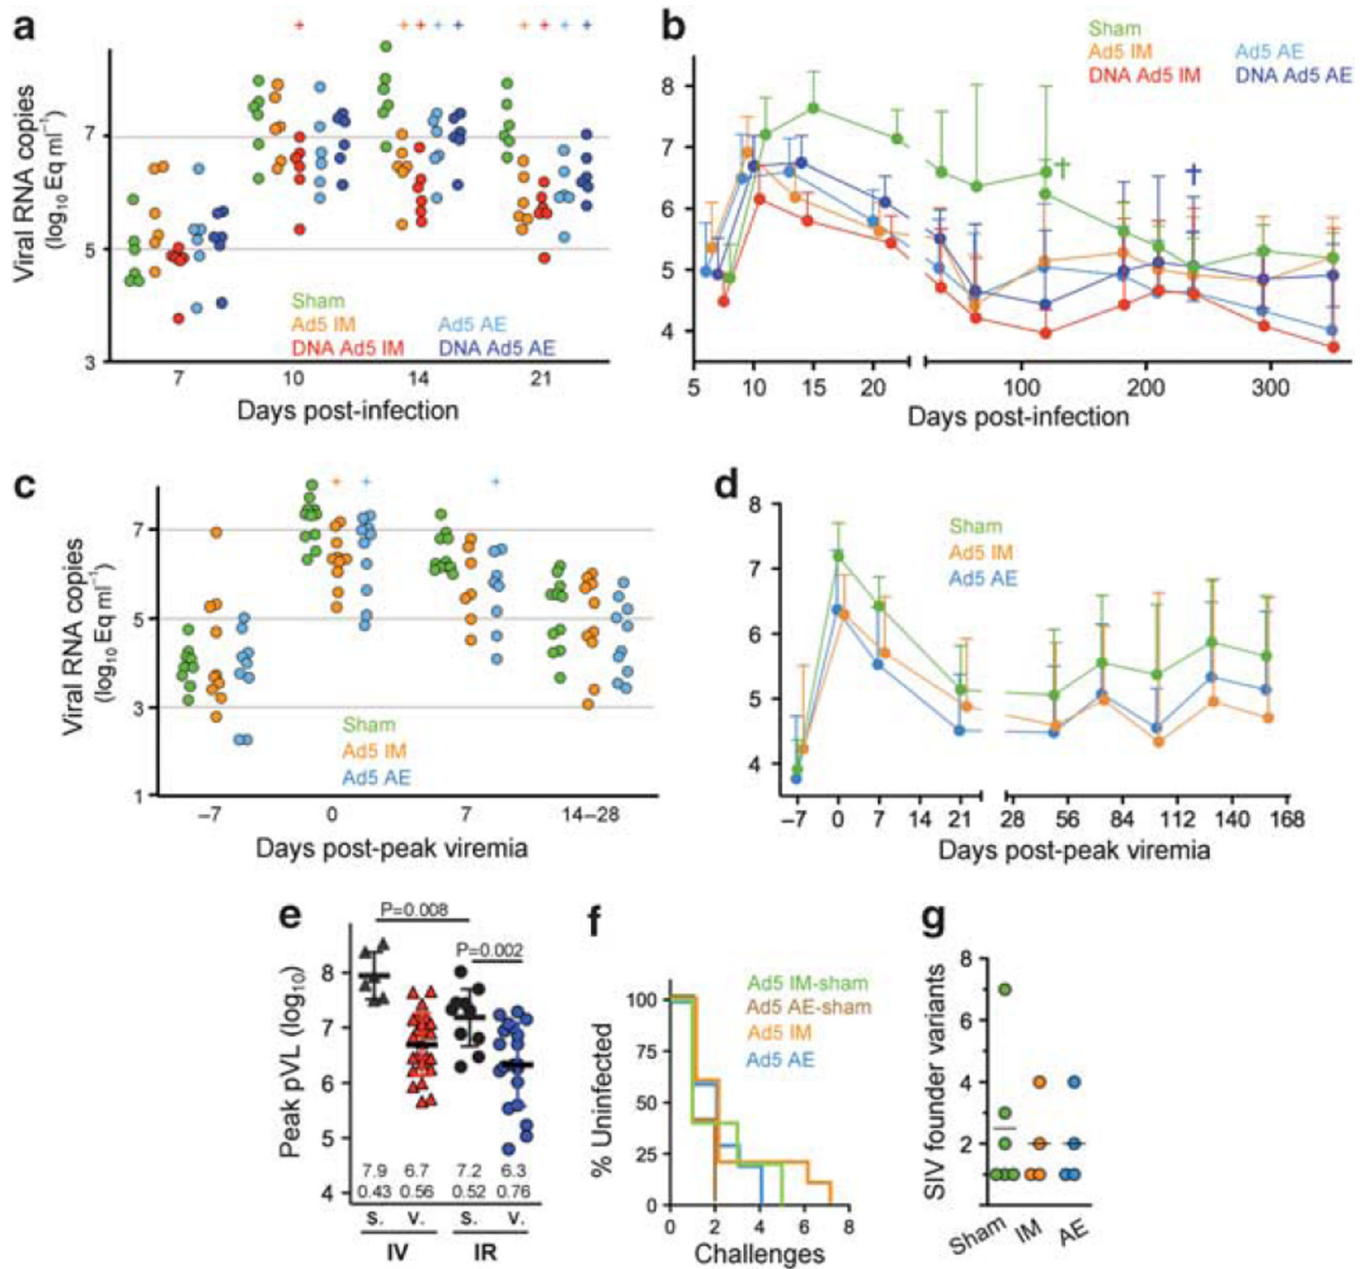 a
+ + + + + + + + +
Viral RNA copies
(log10 Eq ml−1)
7
5
3
Sham
Ad5 IM Ad5 AE
DNA Ad5 IM DNA Ad5 AE
7 10 14 21
Days post-infection
b
Sham
Ad5 IM Ad5 AE
DNA Ad5 IM DNA Ad5 AE
8
7
6
5
4
† †
5 10 15 20 100 200 300
Days post-infection
c
+ + +
Viral RNA copies
(log10 Eq ml−1)
7
5
3
1
Sham
Ad5 IM
Ad5 AE
−7 0 7 14−28
Days post-peak viremia
d
8
7
6
5
4
Sham
Ad5 IM
Ad5 AE
−7 0 7 14 21 28 56 84 112 140 168
Days post-peak viremia
e
P=0.008
P=0.002
Peak pVL (log10)
8
7
6
5
4
7.9 6.7 7.2 6.3
0.43 0.56 0.52 0.76
s. v. s. v.
IV IR
f
Ad5 IM-sham
Ad5 AE-sham
Ad5 IM
Ad5 AE
% Uninfected
100
75
50
25
0
0 2 4 6 8
Challenges
g
SIV founder variants
8
6
4
2
Sham IM AE